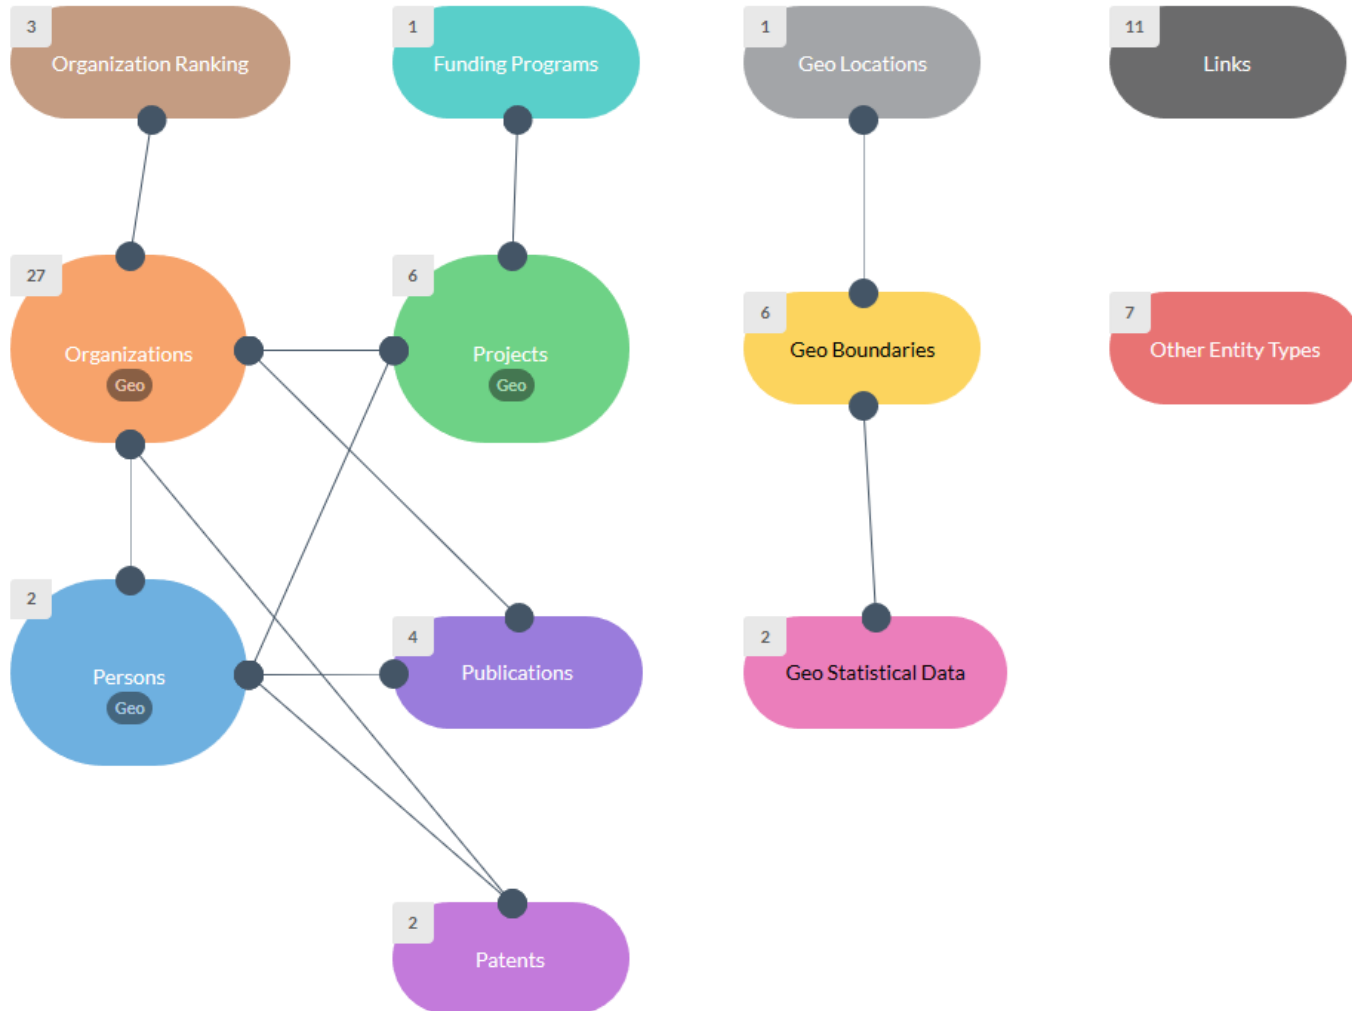 3
Organization Ranking
1
Funding Programs
1
Geo Locations
11
Links
27
Organizations
Geo
6
Projects
Geo
6
Geo Boundaries
7
Other Entity Types
2
Persons
Geo
4
Publications
2
Geo Statistical Data
2
Patents